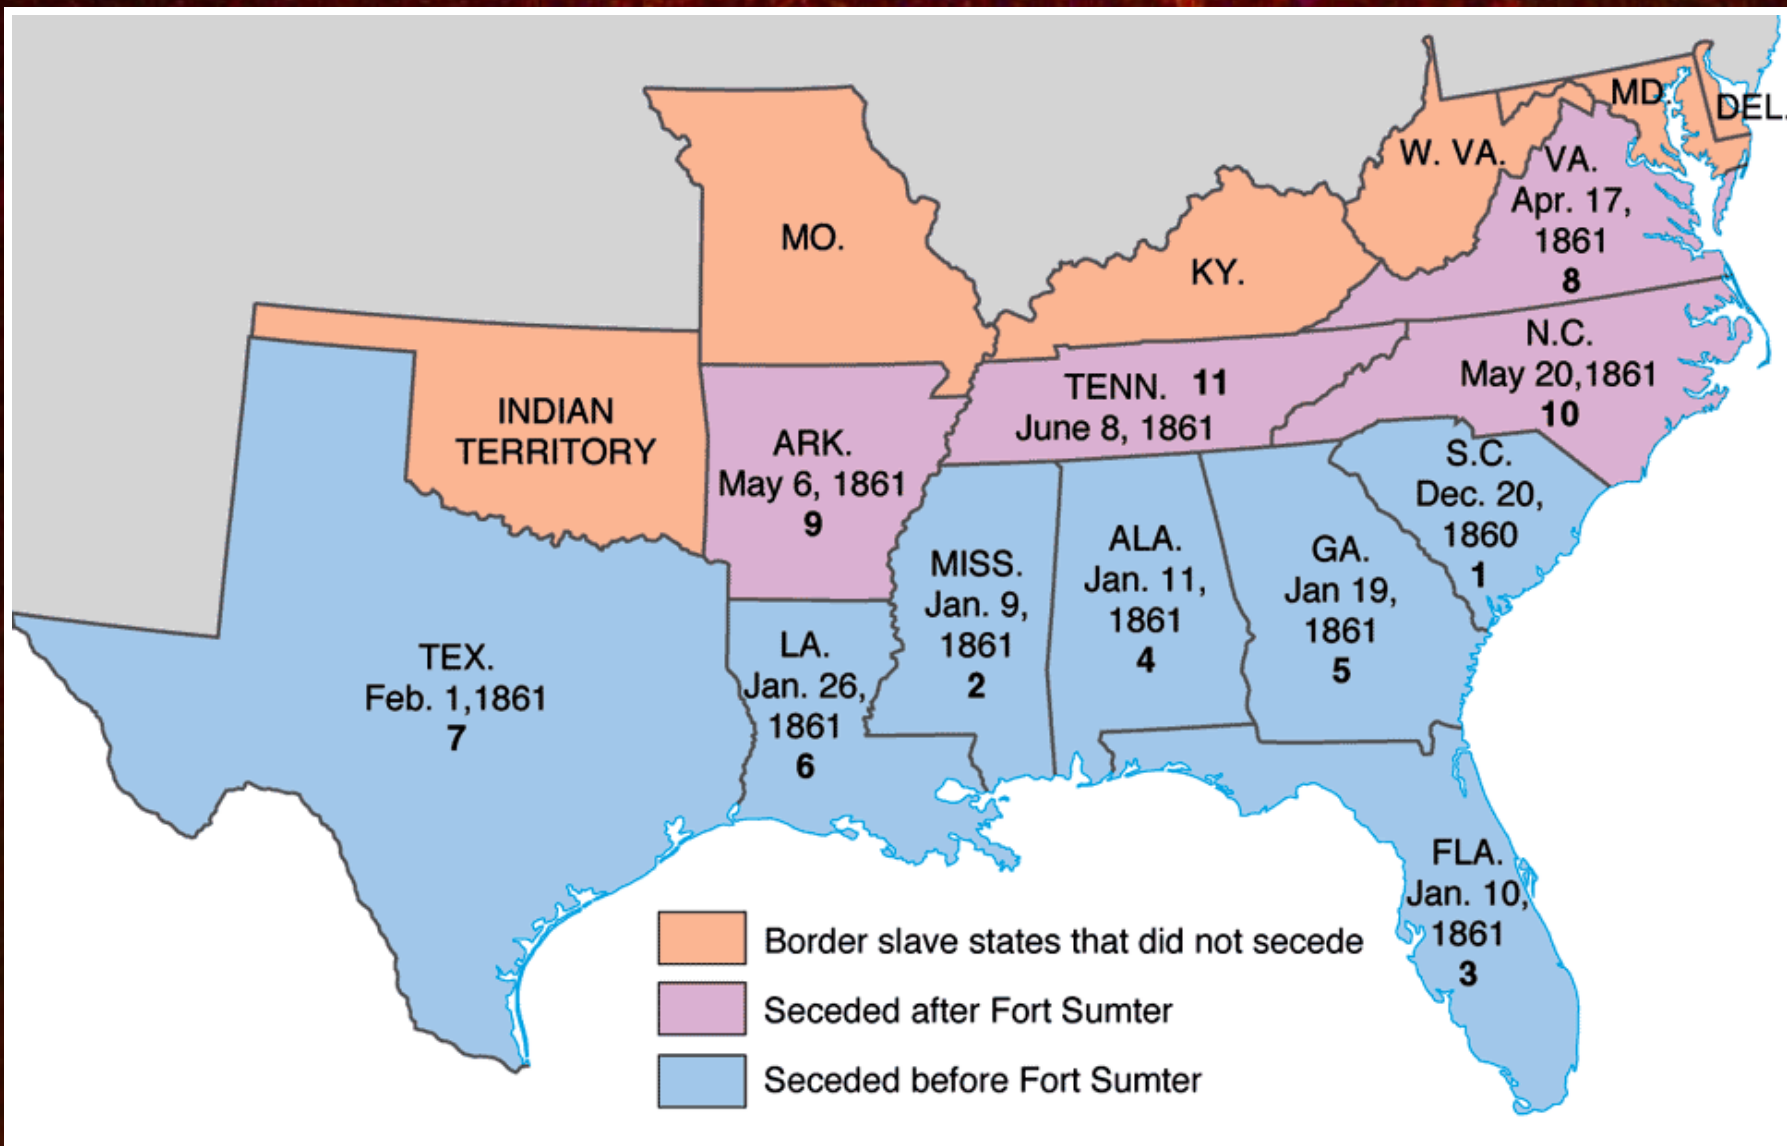 MD.
DEL.
W. VA.
VA.
Apr. 17,
1861
8
MO.
KY.
N.C.
May 20,1861
10
TENN. 11
June 8, 1861
INDIAN
TERRITORY
ARK.
May 6, 1861
9
S.C.
Dec. 20,
1860
1
MISS.
Jan. 9,
1861
2
ALA.
Jan. 11,
1861
4
GA.
Jan 19,
1861
5
TEX.
Feb. 1,1861
7
LA.
Jan. 26,
1861
6
FLA.
Jan. 10,
1861
3
Border slave states that did not secede
Seceded after Fort Sumter
Seceded before Fort Sumter